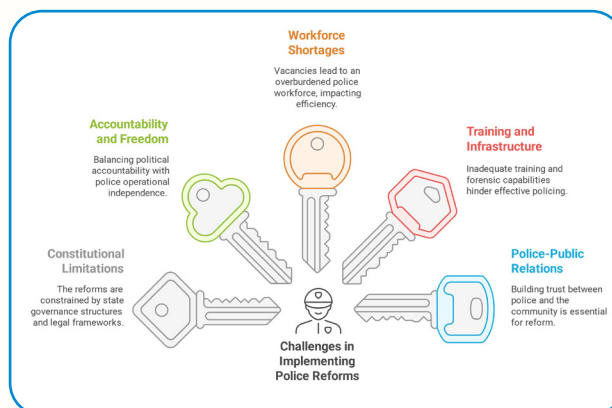 Workforce
Shortages
Vacancies lead to an
overburdened police
workforce, impacting
efficiency.
Accountability
and Freedom
Balancing political
accountability with
police operational
independence.
Training and
Infrastructure
Inadequate training and
forensic capabilities
hinder effective policing.
Constitutional
Limitations
The reforms are
constrained by state
governance structures
and legal frameworks.
Police-Public
Relations
Building trust between
police and the
community is essential
for reform.
Challenges in
Implementing
Police Reforms